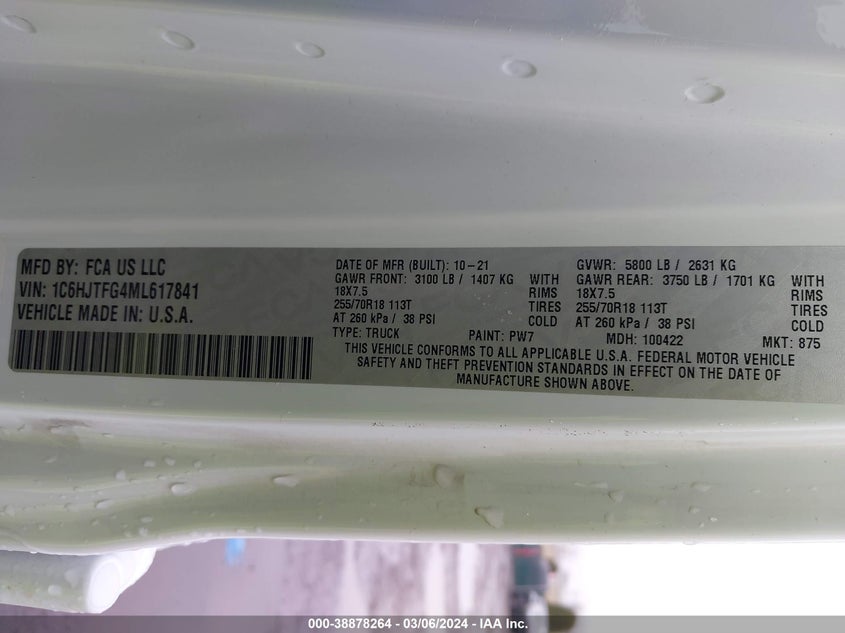 MFD BY: FCA US LLC
VIN: 1C6HJTFG4ML617841
VEHICLE MADE IN: U.S.A.
DATE OF MFR (BUILT): 10-21
GAWR FRONT: 3100 LB / 1407 KG WITH
18X7.5 RIMS
255/70R18 113T TIRES
AT 260 kPa / 38 PSI COLD
GVWR: 5800 LB / 2631 KG
GAWR REAR: 3750 LB / 1701 KG WITH
18X7.5 RIMS
255/70R18 113T TIRES
AT 260 kPa / 38 PSI COLD
TYPE: TRUCK PAINT: PW7 MDH: 100422 MKT: 875
THIS VEHICLE CONFORMS TO ALL APPLICABLE U.S.A. FEDERAL MOTOR VEHICLE
SAFETY AND THEFT PREVENTION STANDARDS IN EFFECT ON THE DATE OF
MANUFACTURE SHOWN ABOVE.
000-38878264 - 03/06/2024 - IAA Inc.